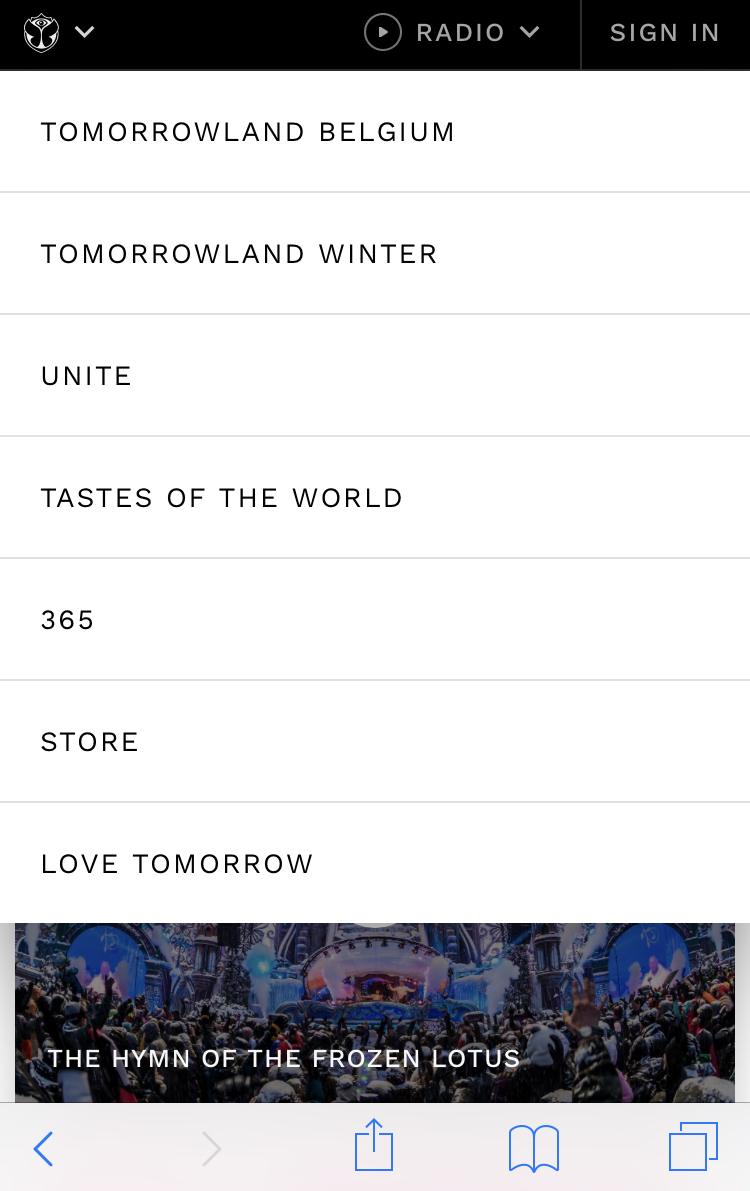 RADIO
SIGN IN
TOMORROWLAND BELGIUM
TOMORROWLAND WINTER
UNITE
TASTES OF THE WORLD
365
STORE
LOVE TOMORROW
THE HYMN OF THE FROZEN LOTUS